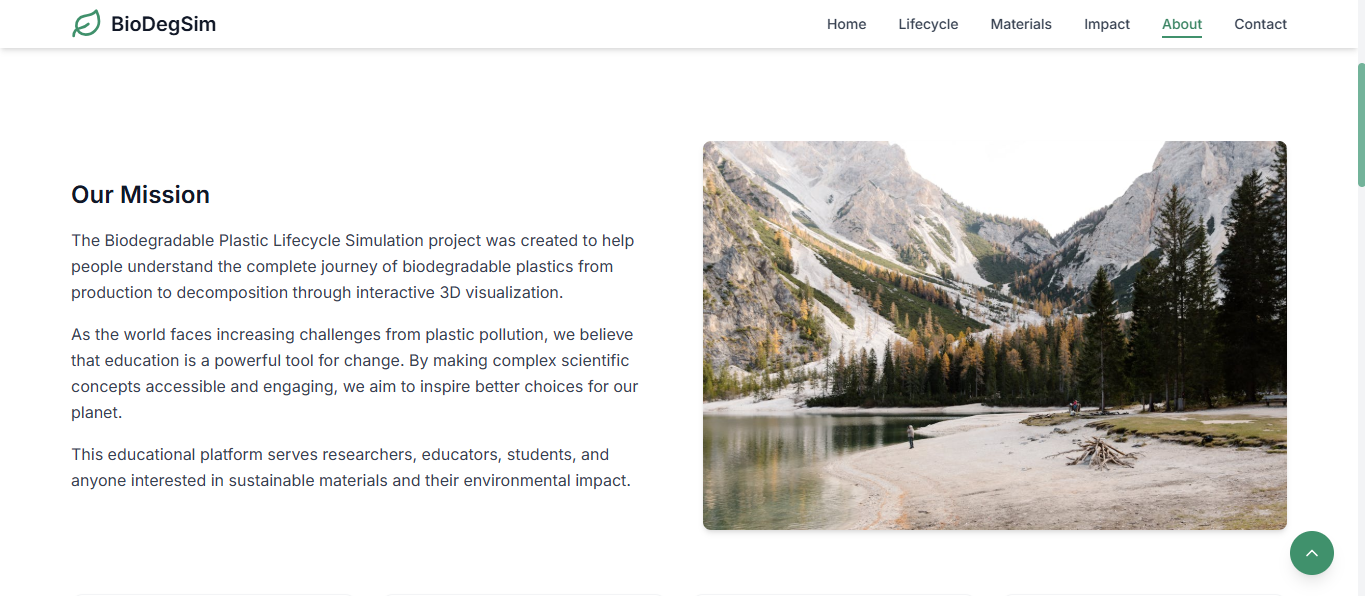 BioDegSim
Home Lifecycle Materials Impact About Contact
Our Mission
The Biodegradable Plastic Lifecycle Simulation project was created to help
people understand the complete journey of biodegradable plastics from
production to decomposition through interactive 3D visualization.
As the world faces increasing challenges from plastic pollution, we believe
that education is a powerful tool for change. By making complex scientific
concepts accessible and engaging, we aim to inspire better choices for our
planet.
This educational platform serves researchers, educators, students, and
anyone interested in sustainable materials and their environmental impact.